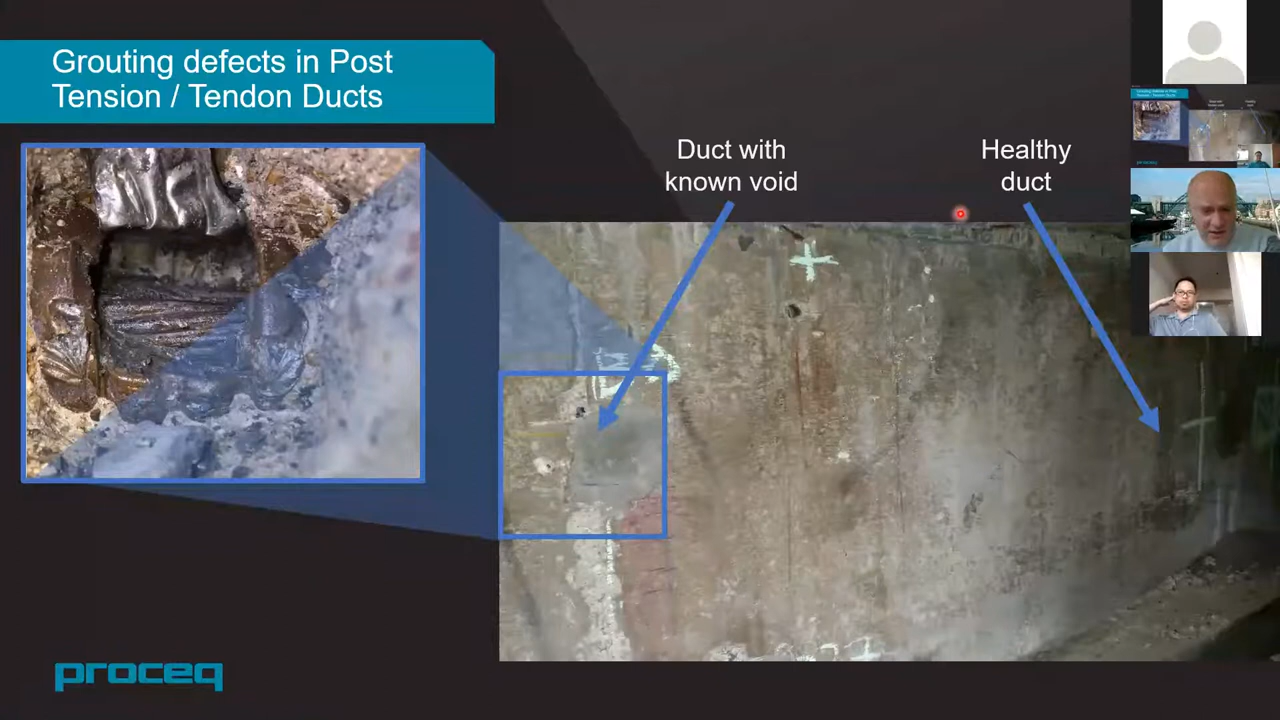 Grouting defects in Post
Tension / Tendon Ducts
Duct with
known void
Healthy
duct
proceq